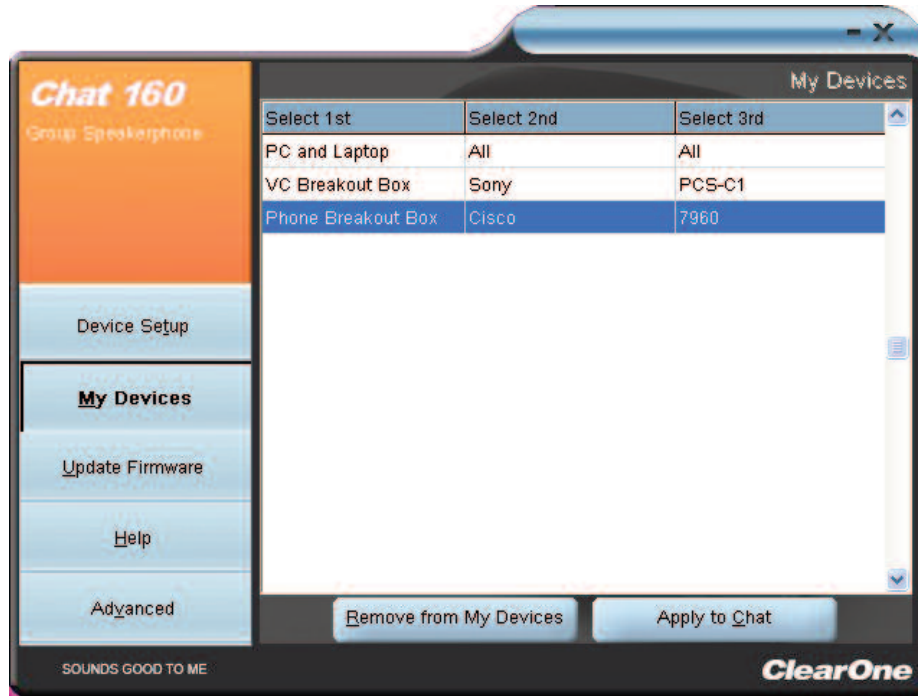 Chat 160
Group Speakerphone
My Devices
Select 1st Select 2nd Select 3rd
PC and Laptop All All
VC Breakout Box Sony PCS-C1
Phone Breakout Box Cisco 7960
Device Setup
My Devices
Update Firmware
Help
Advanced
Remove from My Devices Apply to Chat
SOUNDS GOOD TO ME
ClearOne